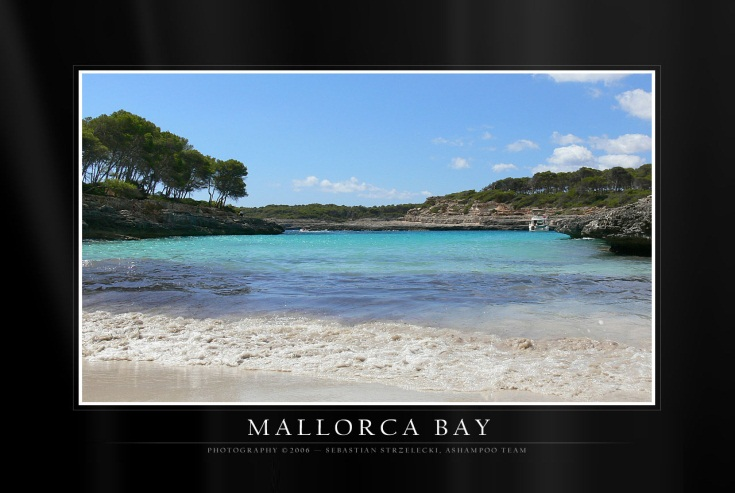 MALLORCA BAY
PHOTOGRAPHY ©2006 — SEBASTIAN STRZELECKI, ASHAMPOO TEAM